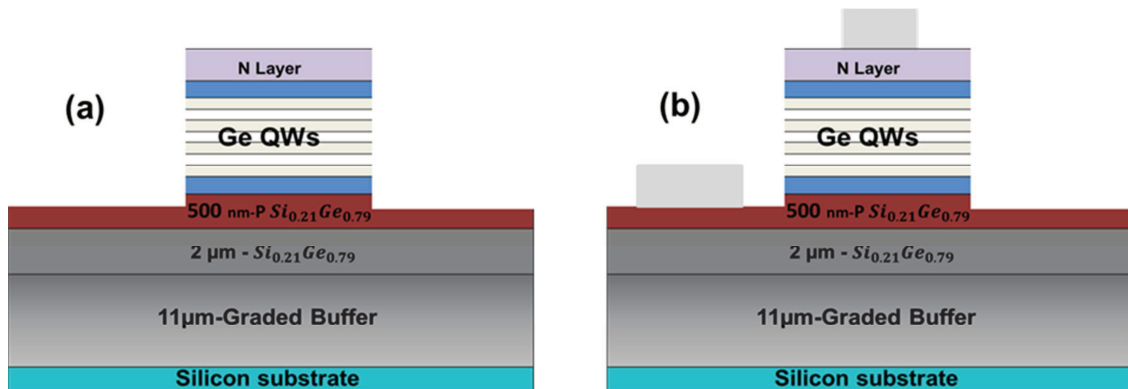 (a)
N Layer
Ge QWs
500 nm-P Si₀.₂₁Ge₀.₇₉
2 μm - Si₀.₂₁Ge₀.₇₉
11μm-Graded Buffer
Silicon substrate
(b)
N Layer
Ge QWs
500 nm-P Si₀.₂₁Ge₀.₇₉
2 μm - Si₀.₂₁Ge₀.₇₉
11μm-Graded Buffer
Silicon substrate